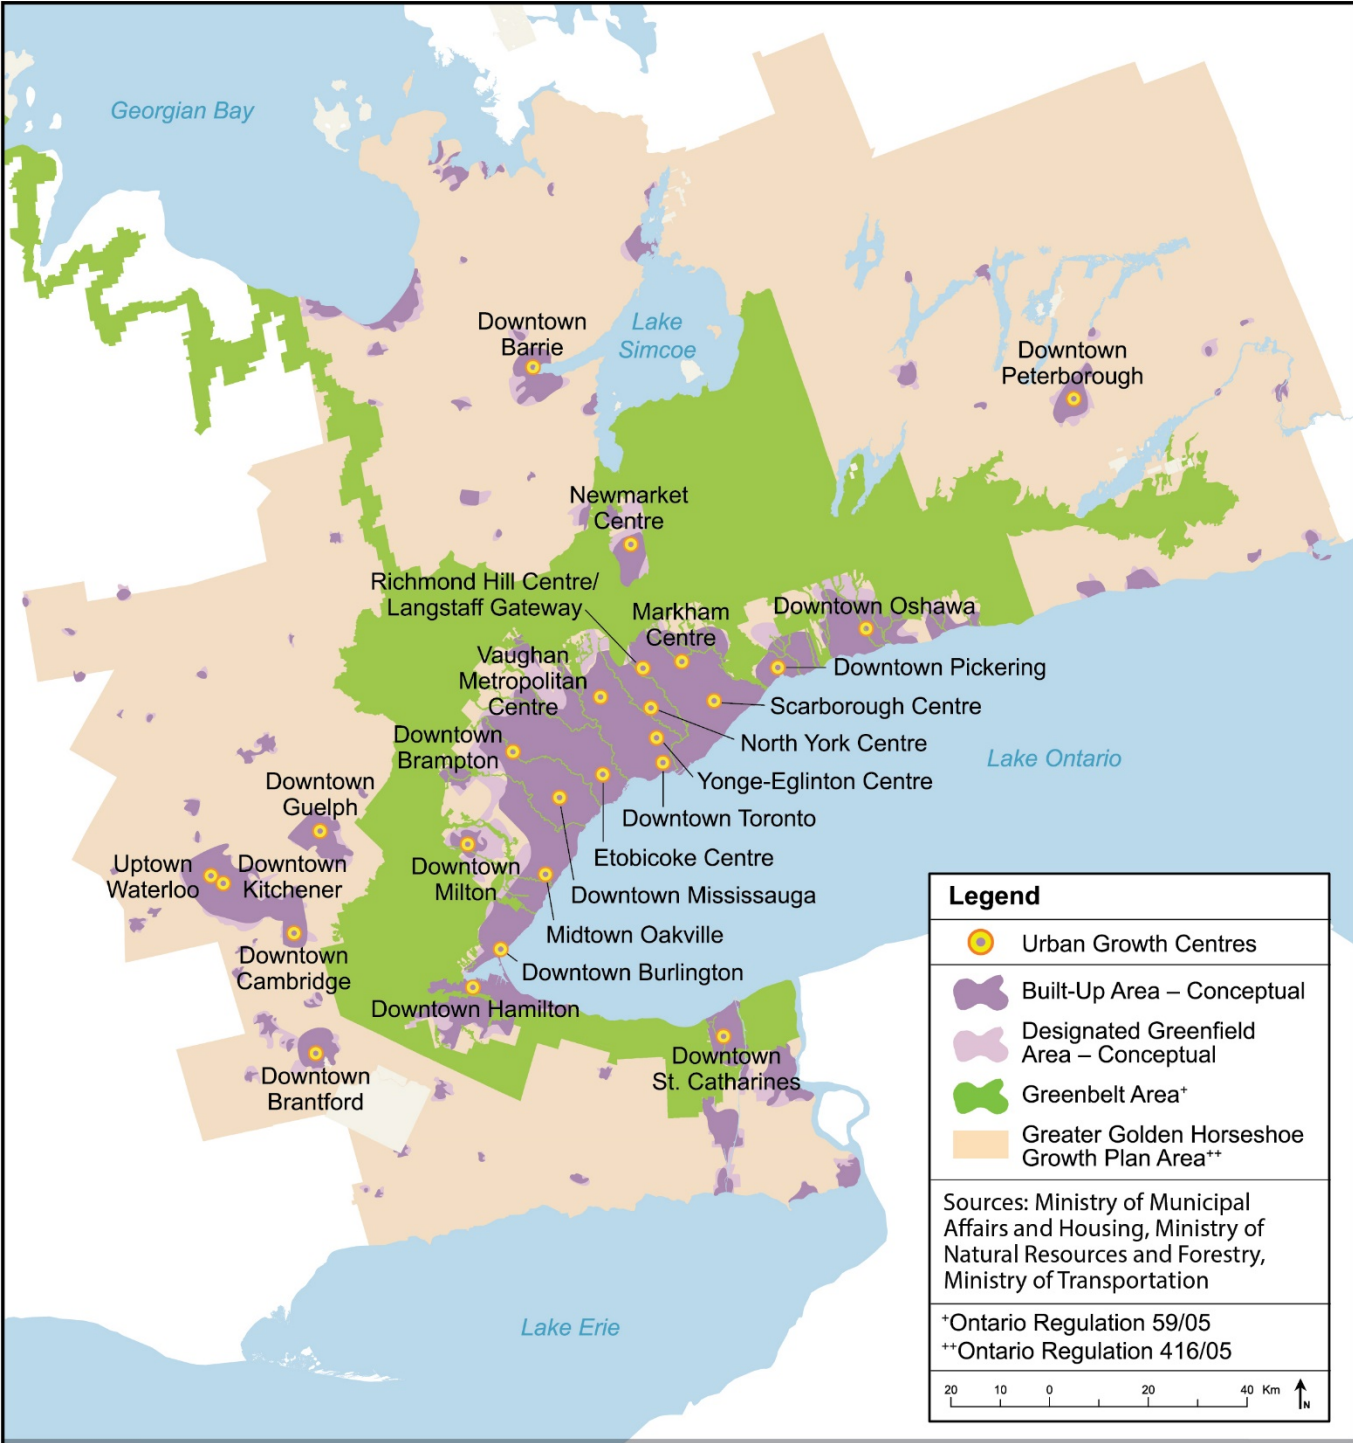 Georgian Bay
Downtown
Barrie
Lake
Simcoe
Downtown
Peterborough
Newmarket
Centre
Richmond Hill Centre/
Langstaff Gateway
Markham
Centre
Downtown Oshawa
Vaughan
Metropolitan
Centre
Downtown Pickering
Scarborough Centre
Downtown
Brampton
North York Centre
Lake Ontario
Yonge-Eglinton Centre
Downtown
Guelph
Downtown Toronto
Etobicoke Centre
Uptown
Waterloo
Downtown
Kitchener
Downtown
Milton
Downtown Mississauga
Midtown Oakville
Downtown
Cambridge
Downtown Burlington
Downtown Hamilton
Downtown
St. Catharines
Downtown
Brantford
Lake Erie
Legend
Urban Growth Centres
Built-Up Area – Conceptual
Designated Greenfield
Area – Conceptual
Greenbelt Area+
Greater Golden Horseshoe
Growth Plan Area++
Sources: Ministry of Municipal
Affairs and Housing, Ministry of
Natural Resources and Forestry,
Ministry of Transportation
+Ontario Regulation 59/05
++Ontario Regulation 416/05
20 10 0 20 40 Km
N